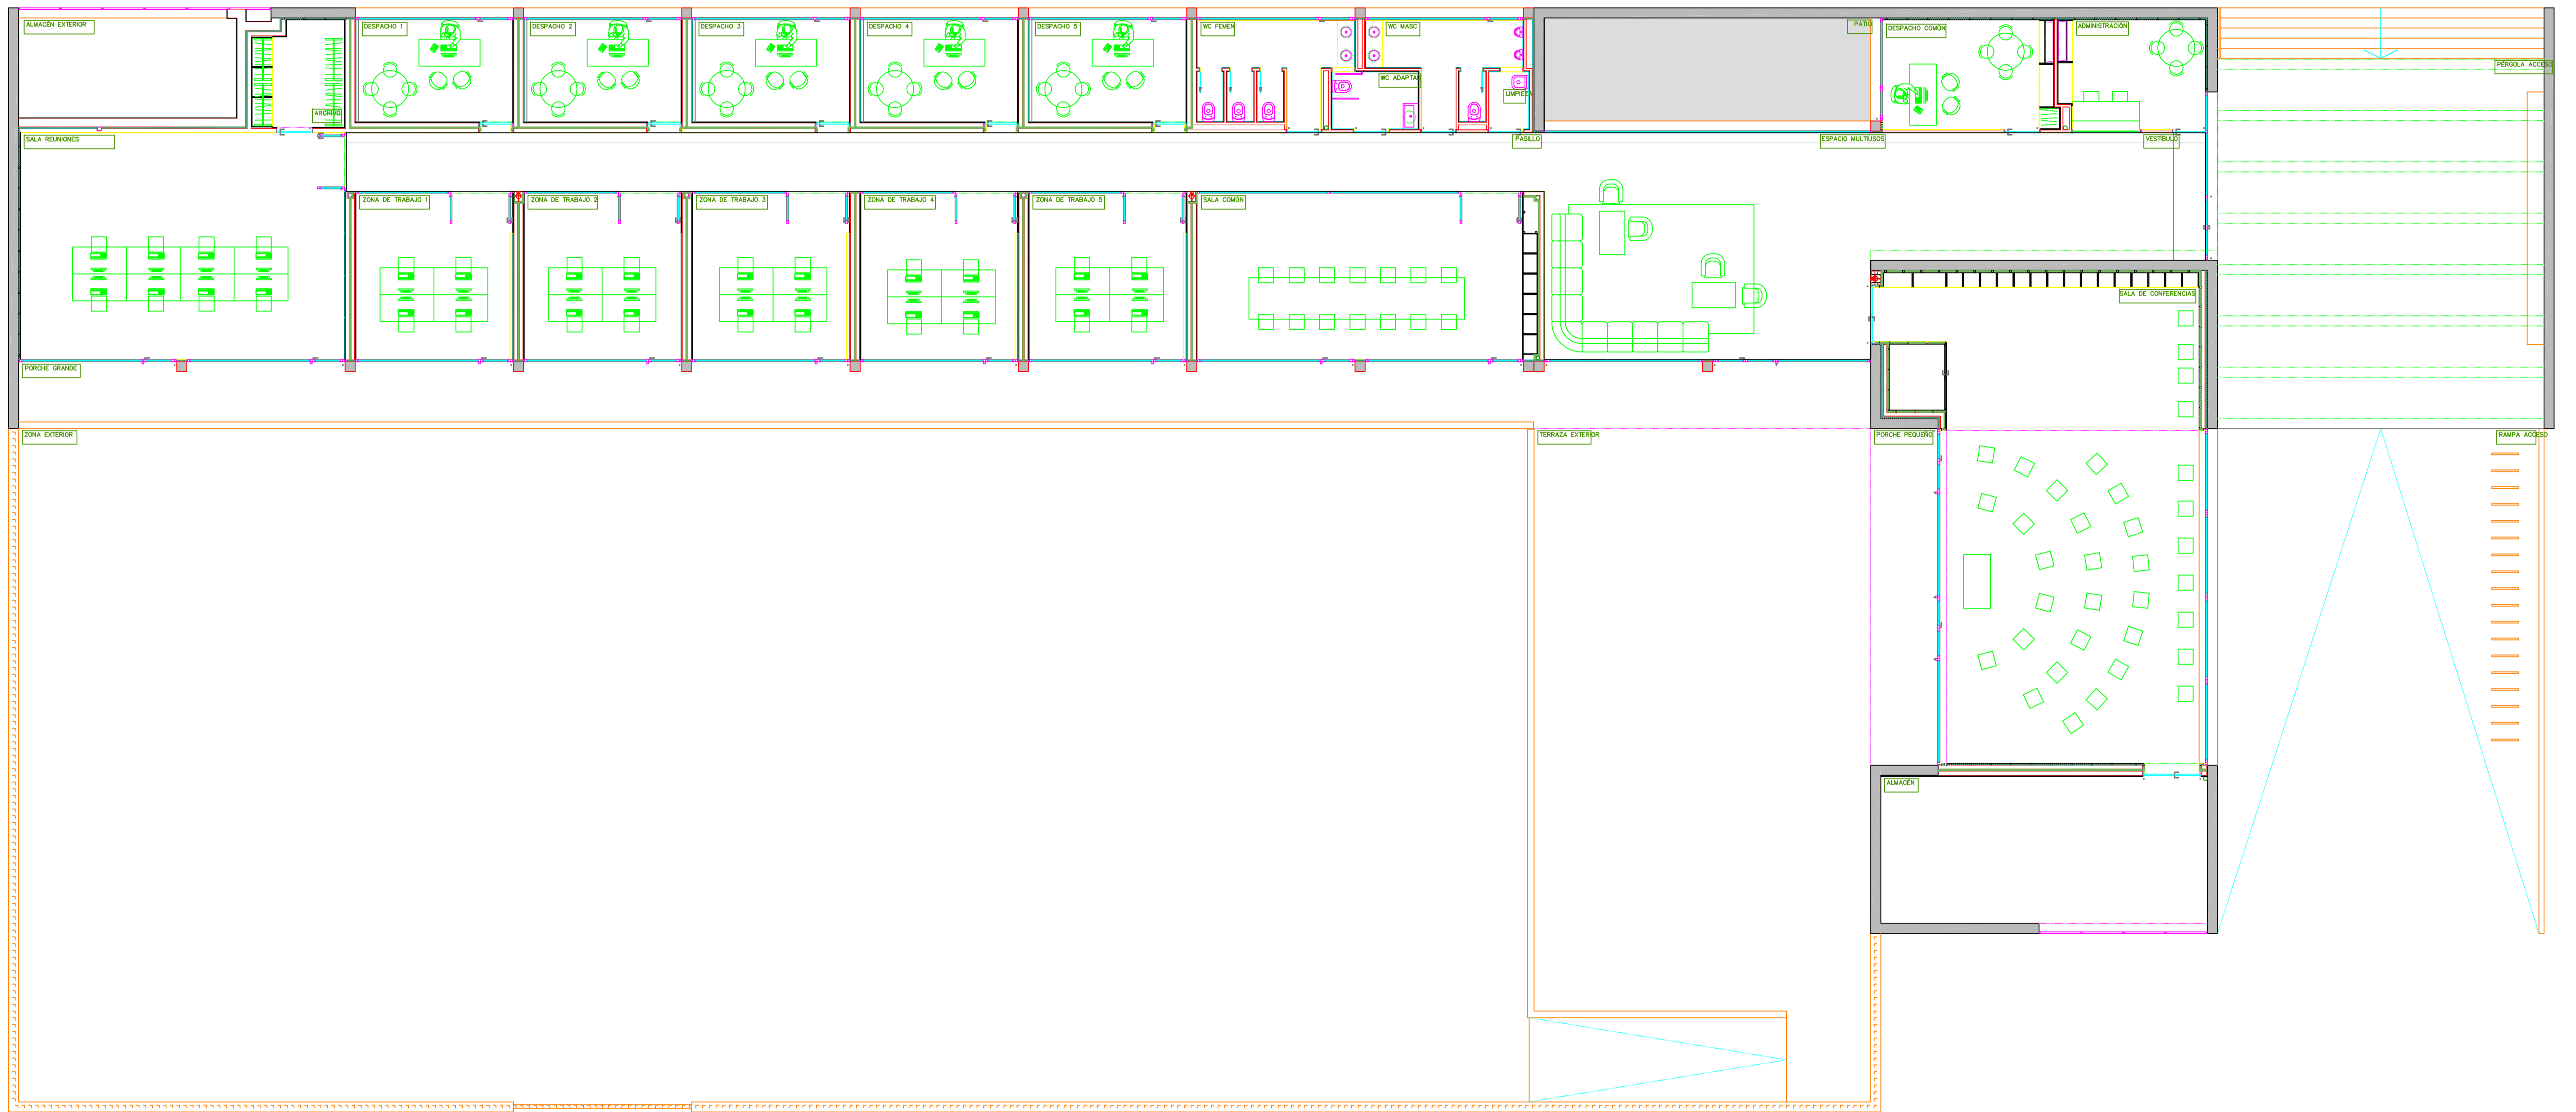 ALMACÉN EXTERIOR
DESPACHO 1
DESPACHO 2
DESPACHO 3
DESPACHO 4
DESPACHO 5
WC FEMEN
WC MASC
PATIO
DESPACHO COMÚN
ADMINISTRACIÓN
PÉRGOLA ACCESO
WC ADAPTAD
LIMPIEZA
ARCHIVO
SALA REUNIONES
PASILLO
ESPACIO MULTIUSOS
VESTÍBULO
ZONA DE TRABAJO 1
ZONA DE TRABAJO 2
ZONA DE TRABAJO 3
ZONA DE TRABAJO 4
ZONA DE TRABAJO 5
SALA COMÚN
SALA DE CONFERENCIAS
PORCHE GRANDE
ZONA EXTERIOR
TERRAZA EXTERIOR
PORCHE PEQUEÑO
RAMPA ACCESO
ALMACÉN